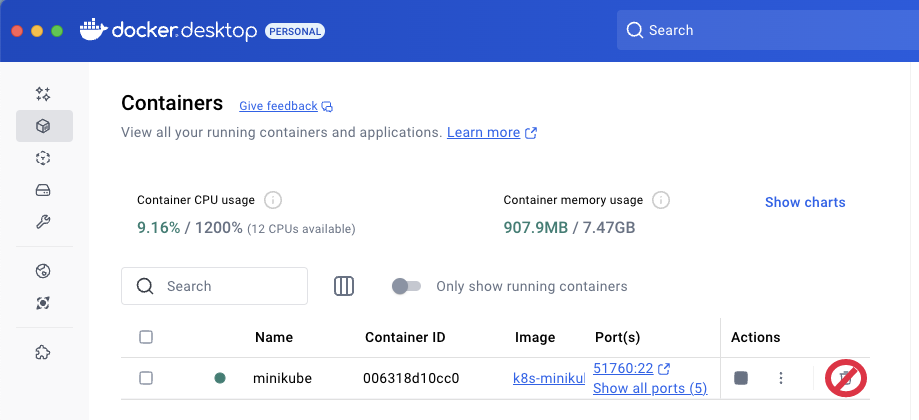 docker desktop PERSONAL
Search
Containers Give feedback
View all your running containers and applications. Learn more
Container CPU usage
9.16% / 1200% (12 CPUs available)
Container memory usage
907.9MB / 7.47GB
Show charts
Search
Only show running containers
Name Container ID Image Port(s) Actions
minikube 006318d10cc0 k8s-miniku 51760:22
Show all ports (5)